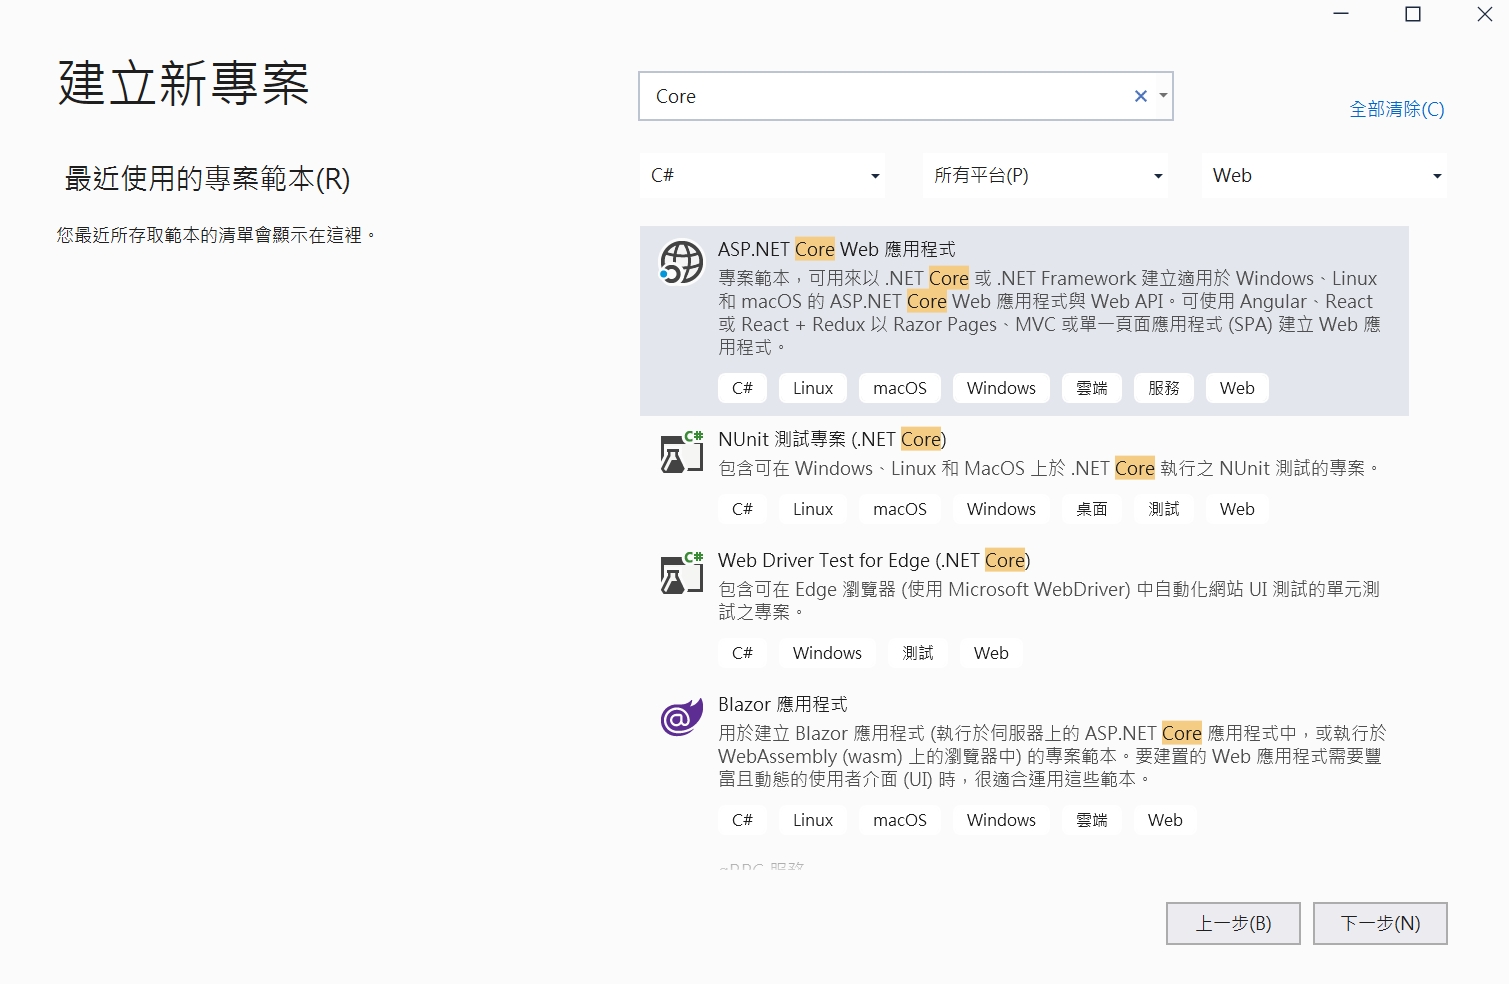 建立新專案
最近使用的專案範本(R)
您最近所存取範本的清單會顯示在這裡。
Core
全部清除(C)
C#
所有平台(P)
Web
ASP.NET Core Web 應用程式
專案範本，可用來以 .NET Core 或 .NET Framework 建立適用於 Windows、Linux
和 macOS 的 ASP.NET Core Web 應用程式與 Web API。可使用 Angular、React
或 React + Redux 以 Razor Pages、MVC 或單一頁面應用程式 (SPA) 建立 Web 應
用程式。
C# Linux macOS Windows 雲端 服務 Web
C#
NUnit 測試專案 (.NET Core)
包含可在 Windows、Linux 和 MacOS 上於 .NET Core 執行之 NUnit 測試的專案。
C# Linux macOS Windows 桌面 測試 Web
C#
Web Driver Test for Edge (.NET Core)
包含可在 Edge 瀏覽器 (使用 Microsoft WebDriver) 中自動化網站 UI 測試的單元測
試之專案。
C# Windows 測試 Web
Blazor 應用程式
用於建立 Blazor 應用程式 (執行於伺服器上的 ASP.NET Core 應用程式中，或執行於
WebAssembly (wasm) 上的瀏覽器中) 的專案範本。要建置的 Web 應用程式需要豐
富且動態的使用者介面 (UI) 時，很適合運用這些範本。
C# Linux macOS Windows 雲端 Web
gRPC 服務
上一步(B)
下一步(N)